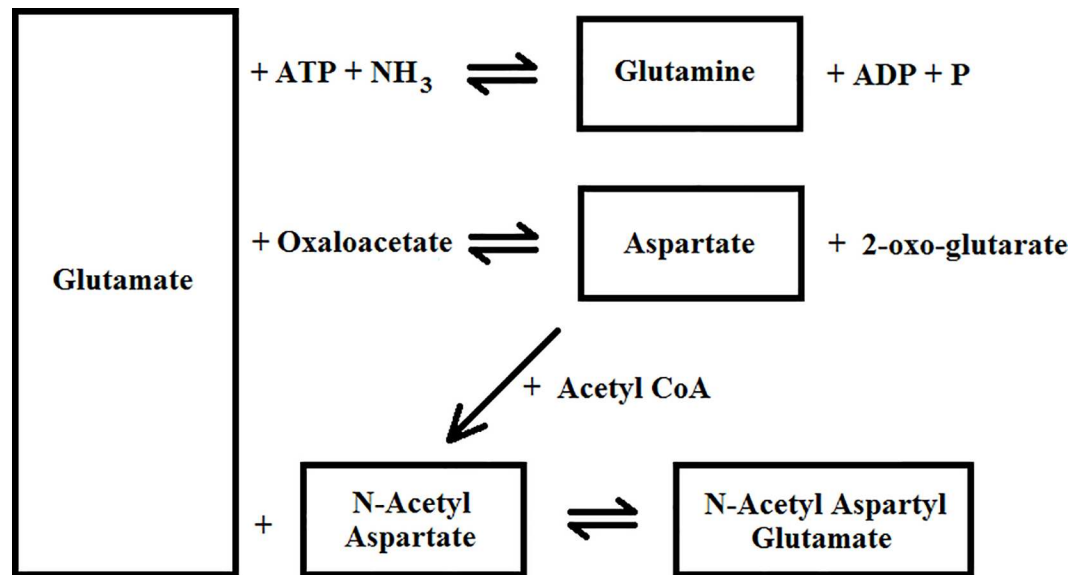 + ATP + NH3
Glutamine
+ ADP + P
Glutamate
+ Oxaloacetate
Aspartate
+ 2-oxo-glutarate
+ Acetyl CoA
+
N-Acetyl
Aspartate
N-Acetyl Aspartyl
Glutamate